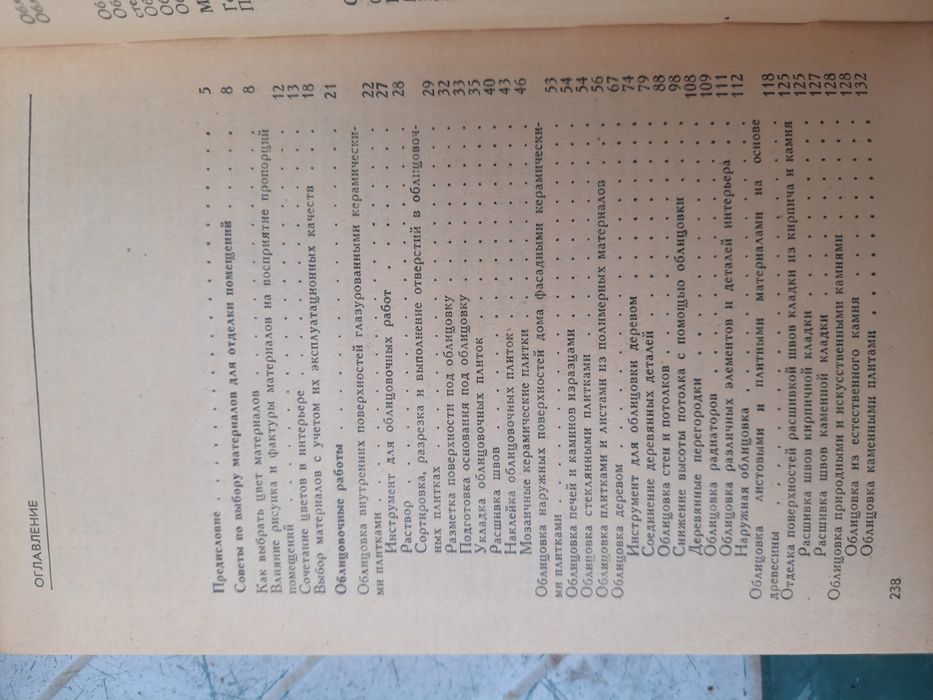 ОГЛАВЛЕНИЕ
Предисловие . . . . . . . . . . 5
Советы по выбору материалов для отделки помещений . . . . 8
Как выбрать цвет материалов . . . . . . . . 8
Влияние рисунка и фактуры материалов на восприятие пропорций
помещений . . . . . . . . . . 12
Сочетание цветов в интерьере . . . . . . . . 13
Выбор материалов с учетом их эксплуатационных качеств . . . 18
Облицовочные работы . . . . . . . . . 21
Облицовка внутренних поверхностей глазурованными керамически-
ми плитками . . . . . . . . . . 22
Инструмент для облицовочных работ . . . . . . 27
Раствор . . . . . . . . . . 28
Сортировка, разрезка и выполнение отверстий в облицовоч-
ных плитках . . . . . . . . . . 29
Разметка поверхности под облицовку . . . . . . 32
Подготовка основания под облицовку . . . . . . 33
Укладка облицовочных плиток . . . . . . . 35
Расшивка швов . . . . . . . . . . 40
Наклейка облицовочных плиток . . . . . . . 43
Мозаичные керамические плитки . . . . . . . 46
Облицовка наружных поверхностей дома фасадными керамически-
ми плитками . . . . . . . . . . 53
Облицовка печей и каминов изразцами . . . . . . 54
Облицовка стеклянными плитками . . . . . . . 54
Облицовка плитками и листами из полимерных материалов . . . 56
Облицовка деревом . . . . . . . . . 67
Инструмент для облицовки деревом . . . . . . 74
Соединение деревянных деталей . . . . . . . 79
Облицовка стен и потолков . . . . . . . . 88
Снижение высоты потолка с помощью облицовки . . . . 98
Деревянные перегородки . . . . . . . . 108
Облицовка радиаторов . . . . . . . . 109
Облицовка различных элементов и деталей интерьера . . . 111
Наружная облицовка . . . . . . . . . 112
Облицовка листовыми и плитными материалами на основе
древесины . . . . . . . . . . 118
Отделка поверхностей расшивкой швов кладки из кирпича и камня 125
Расшивка швов кирпичной кладки . . . . . . . 125
Расшивка швов каменной кладки . . . . . . . 127
Облицовка природными и искусственными камнями . . . . 128
Облицовка из естественного камня . . . . . . 128
Облицовка каменными плитами . . . . . . . 132
238